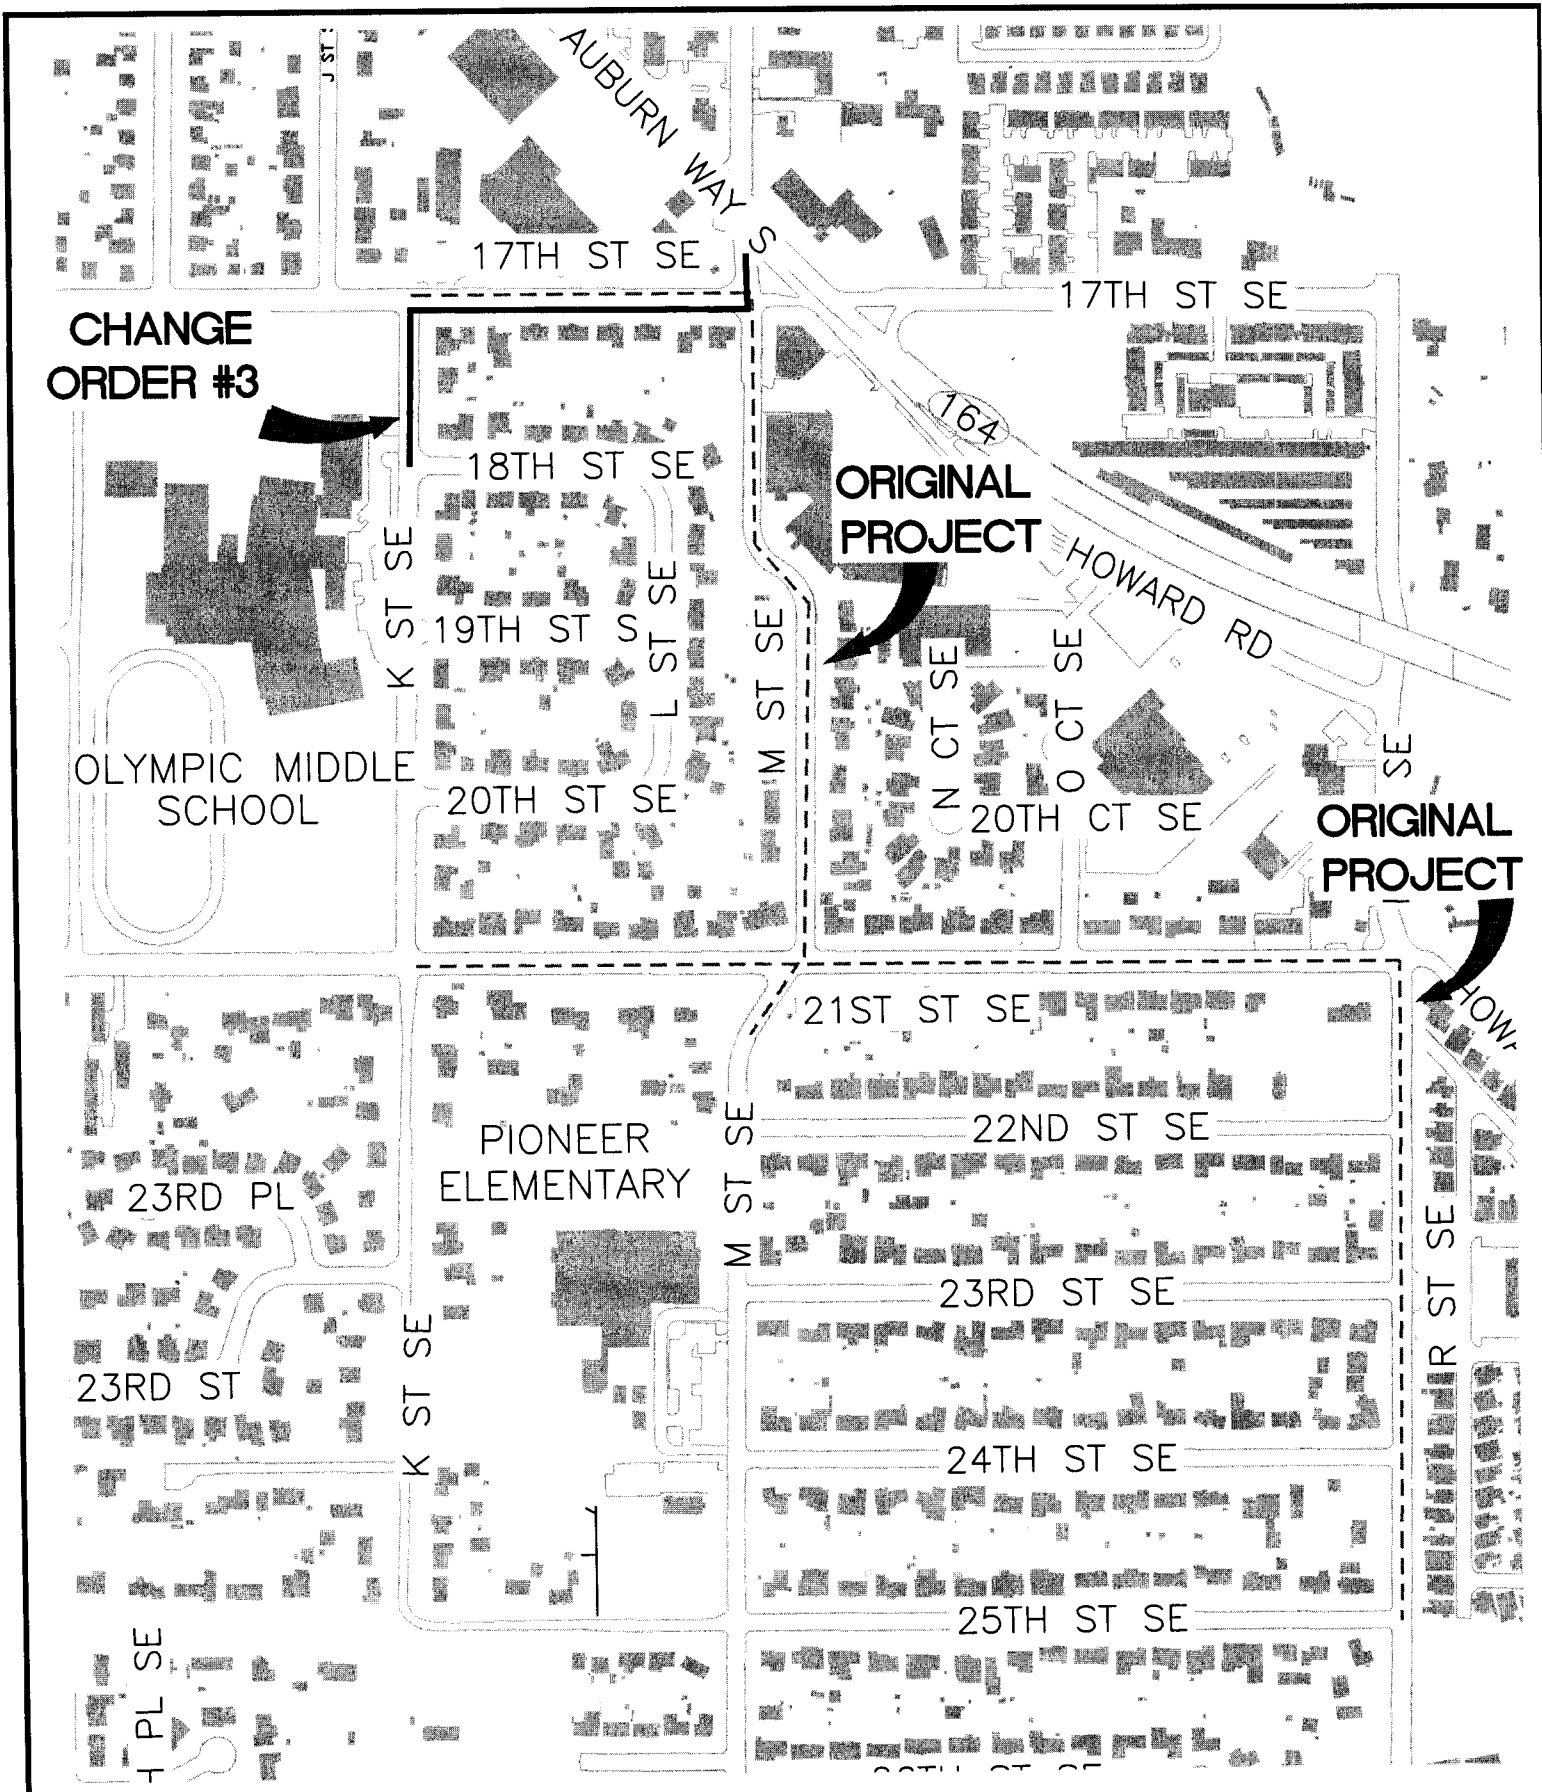 J ST
AUBURN WAY S
17TH ST SE
17TH ST SE
CHANGE
ORDER #3
164
18TH ST SE
ORIGINAL
PROJECT
K ST SE
HOWARD RD
19TH ST S
L ST SE
M ST SE
N CT SE
O CT SE
SE
OLYMPIC MIDDLE
SCHOOL
20TH ST SE
20TH CT SE
ORIGINAL
PROJECT
21ST ST SE
HOW
22ND ST SE
PIONEER
ELEMENTARY
M ST SE
23RD PL
R ST SE
23RD ST SE
K ST SE
23RD ST
24TH ST SE
25TH ST SE
PL SE